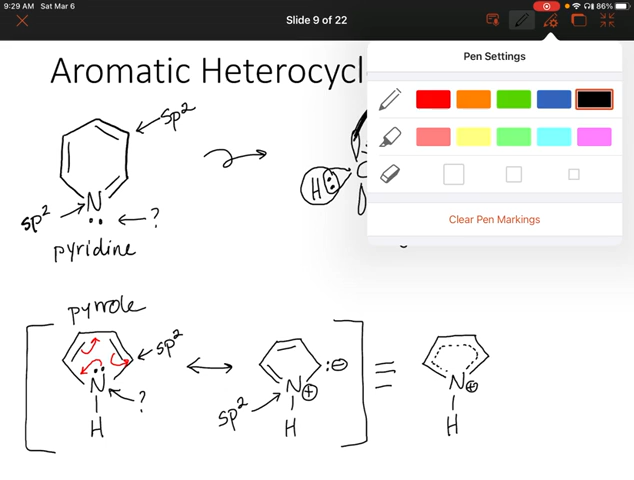 9:29 AM Sat Mar 6
86%
Slide 9 of 22
Pen Settings
Aromatic Heterocycl
sp²
N
sp²
?
pyridine
H
C
Clear Pen Markings
pyrrole
sp²
N
?
H
N
sp²
H
N
H